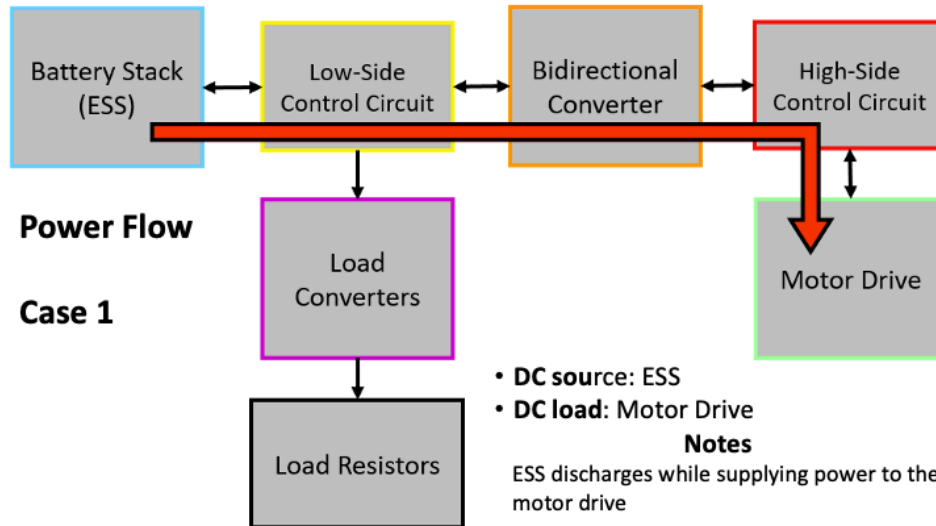 Battery Stack
(ESS)
Low-Side
Control Circuit
Bidirectional
Converter
High-Side
Control Circuit
Power Flow
Case 1
Load
Converters
Motor Drive
Load Resistors
• DC source: ESS
• DC load: Motor Drive
Notes
ESS discharges while supplying power to the
motor drive